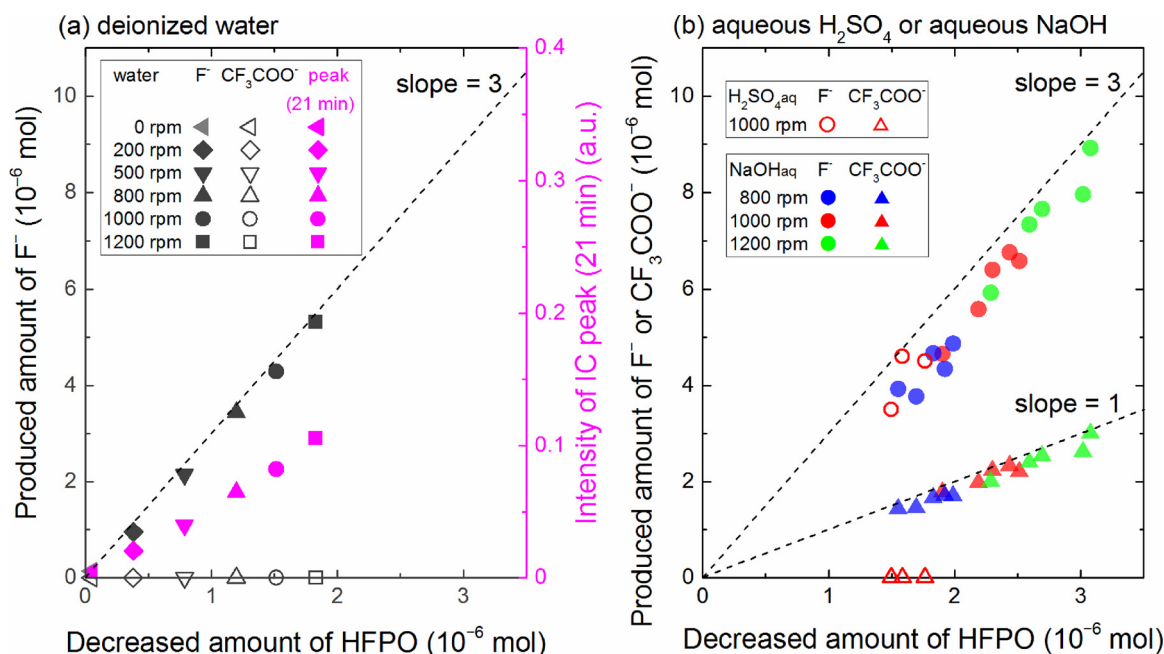 (a) deionized water
water F⁻ CF₃COO⁻ peak
(21 min)
0 rpm
200 rpm
500 rpm
800 rpm
1000 rpm
1200 rpm
slope = 3
Produced amount of F⁻ (10⁻⁶ mol)
0
2
4
6
8
10
0
1
2
3
Decreased amount of HFPO (10⁻⁶ mol)
0
0.1
0.2
0.3
0.4
Intensity of IC peak (21 min) (a.u.)
(b) aqueous H₂SO₄ or aqueous NaOH
H₂SO₄aq F⁻ CF₃COO⁻
1000 rpm
NaOHaq F⁻ CF₃COO⁻
800 rpm
1000 rpm
1200 rpm
slope = 3
slope = 1
Produced amount of F⁻ or CF₃COO⁻ (10⁻⁶ mol)
0
2
4
6
8
10
0
1
2
3
Decreased amount of HFPO (10⁻⁶ mol)